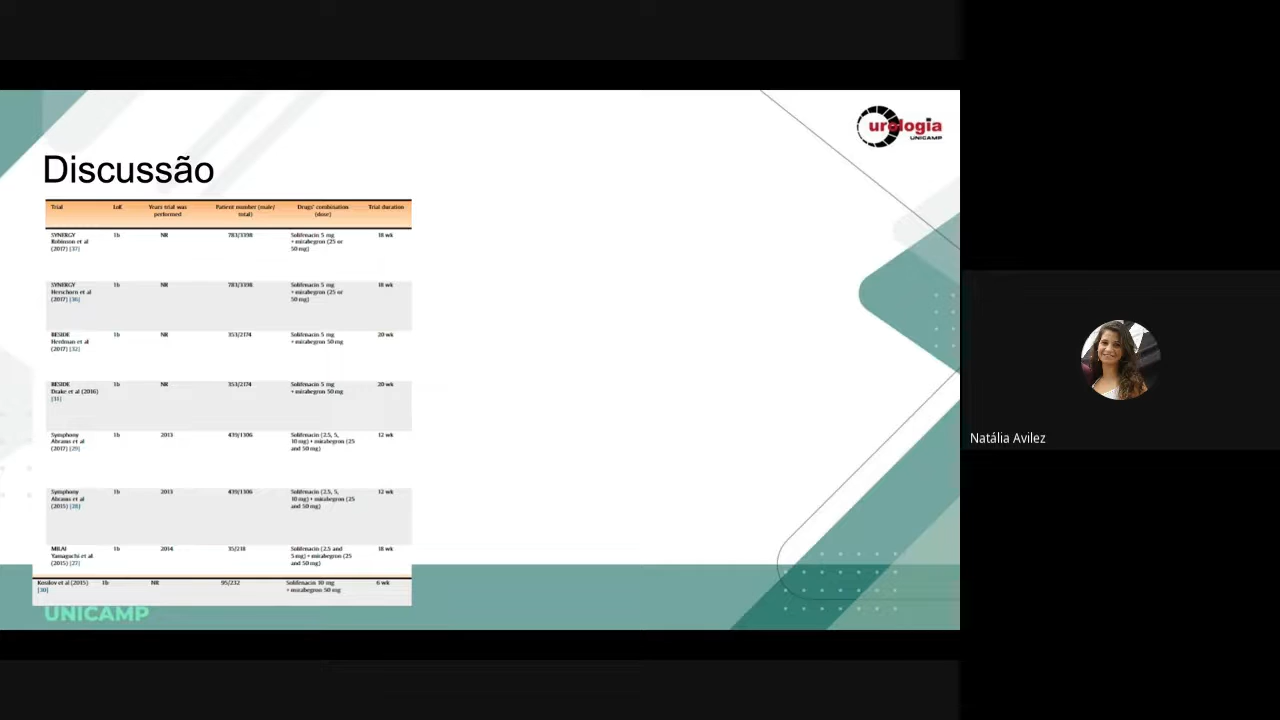 urologia
UNICAMP
Discussão
Trial LoE Years trial was performed Patient number (male/ total) Drugs' combination (dose) Trial duration
SYNERGY 1b NR 783/3398 Solifenacin 5 mg 18 wk
Robinson et al + mirabegron (25 or
(2017) [37] 50 mg)
SYNERGY 1b NR 783/3398 Solifenacin 5 mg 18 wk
Herschorn et al + mirabegron (25 or
(2017) [36] 50 mg)
BESIDE 1b NR 353/2174 Solifenacin 5 mg 20 wk
+ mirabegron 50 mg
(2017) [32]
BESIDE 1b NR 353/2174 Solifenacin 5 mg 20 wk
Drake et al (2016) + mirabegron 50 mg
[31]
Symphony 1b 2013 439/1306 Solifenacin (2.5, 5, 12 wk
Abrams et al 10 mg) + mirabegron (25
(2017) [29] and 50 mg)
Symphony 1b 2013 439/1306 Solifenacin (2.5, 5, 12 wk
Abrams et al 10 mg) + mirabegron (25
(2015) [28] and 50 mg)
MILAI 1b 2014 35/218 Solifenacin (2.5 and 18 wk
Yamaguchi et al 5 mg) + mirabegron (25
(2015) [27] and 50 mg)
Kosilov et al (2015) 1b NR 95/232 Solifenacin 10 mg 6 wk
[30] + mirabegron 50 mg
UNICAMP
Natália Avilez